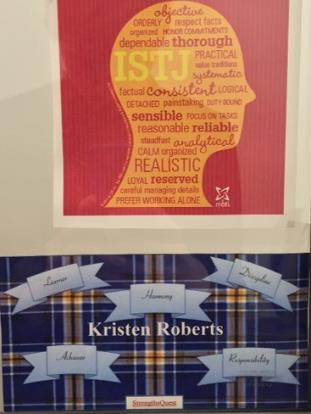 objective
ORDERLY respect facts
organized HONOR COMMITMENTS
dependable thorough
ISTJ PRACTICAL
value traditions
systematic
factual consistent LOGICAL
DETACHED painstaking DUTY BOUND
sensible FOCUS ON TASKS
reasonable reliable
steadfast analytical
CALM organized
REALISTIC
LOYAL reserved
careful managing details
PREFER WORKING ALONE
mbti
Learner
Discipline
Harmony
Kristen Roberts
Achiever
Responsibility
StrengthsQuest